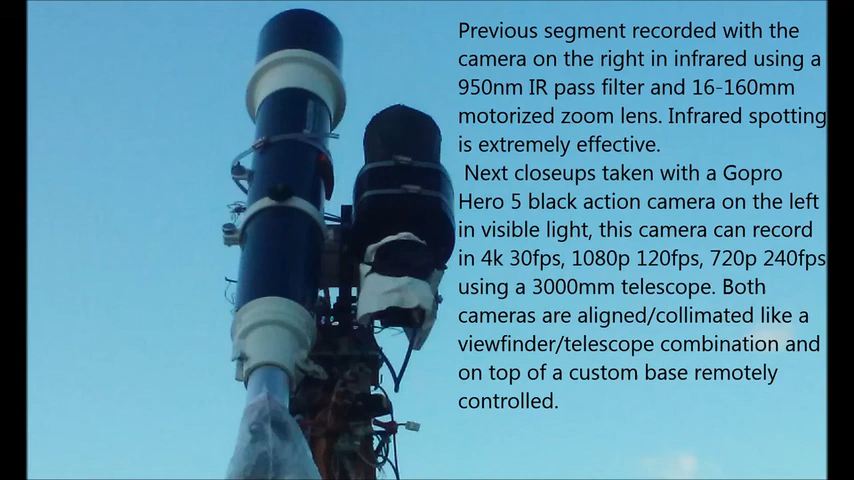 Previous segment recorded with the
camera on the right in infrared using a
950nm IR pass filter and 16-160mm
motorized zoom lens. Infrared spotting
is extremely effective.
Next closeups taken with a Gopro
Hero 5 black action camera on the left
in visible light, this camera can record
in 4k 30fps, 1080p 120fps, 720p 240fps
using a 3000mm telescope. Both
cameras are aligned/collimated like a
viewfinder/telescope combination and
on top of a custom base remotely
controlled.